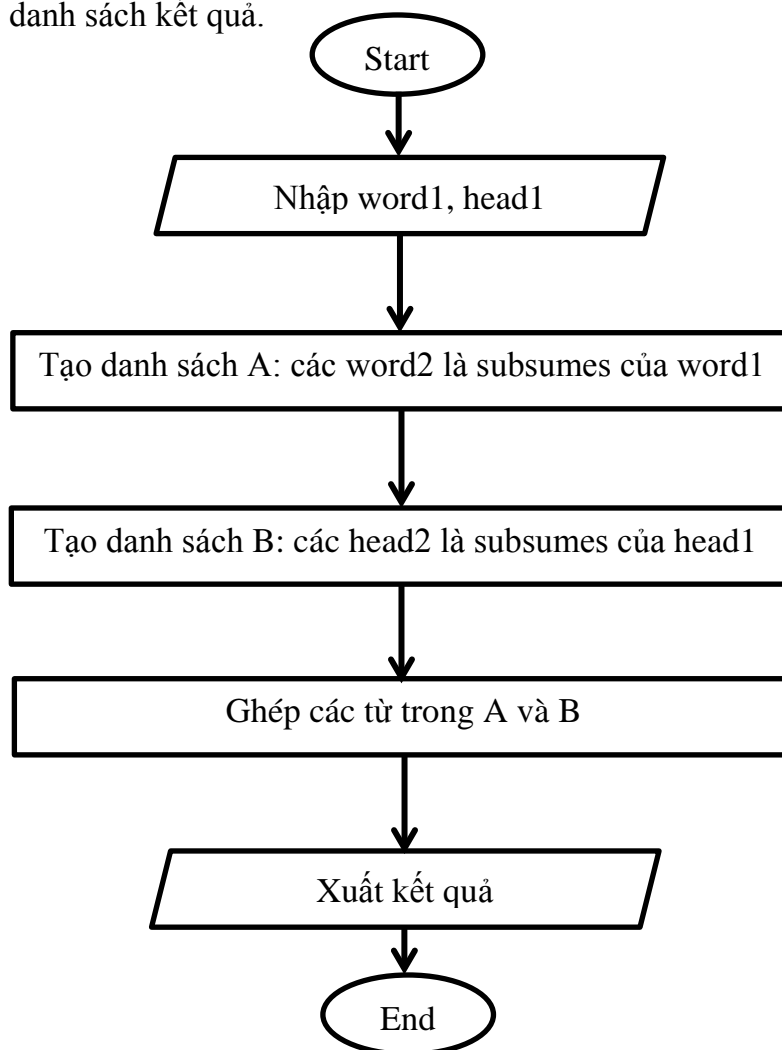 danh sách kết quả.
Start
Nhập word1, head1
Tạo danh sách A: các word2 là subsumes của word1
Tạo danh sách B: các head2 là subsumes của head1
Ghép các từ trong A và B
Xuất kết quả
End